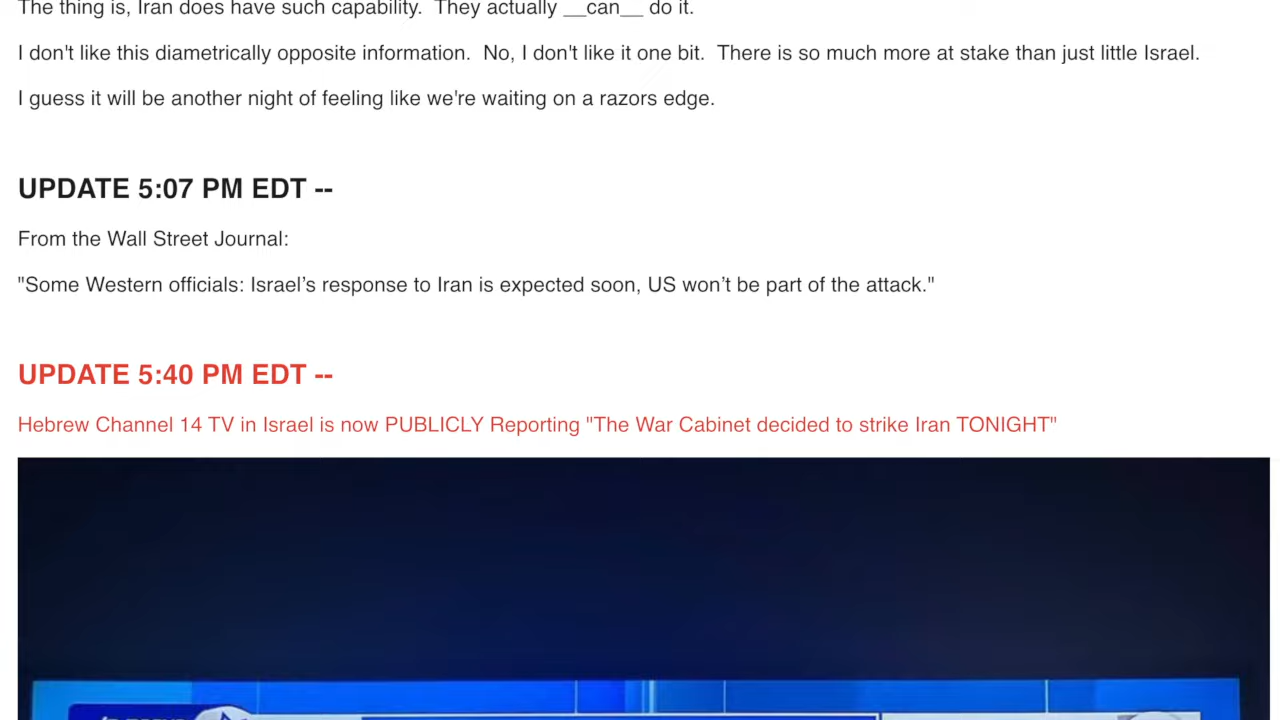 The thing is, Iran does have such capability.  They actually __can__ do it.
I don't like this diametrically opposite information.  No, I don't like it one bit.  There is so much more at stake than just little Israel.
I guess it will be another night of feeling like we're waiting on a razors edge.
UPDATE 5:07 PM EDT --
From the Wall Street Journal:
"Some Western officials: Israel’s response to Iran is expected soon, US won’t be part of the attack."
UPDATE 5:40 PM EDT --
Hebrew Channel 14 TV in Israel is now PUBLICLY Reporting "The War Cabinet decided to strike Iran TONIGHT"